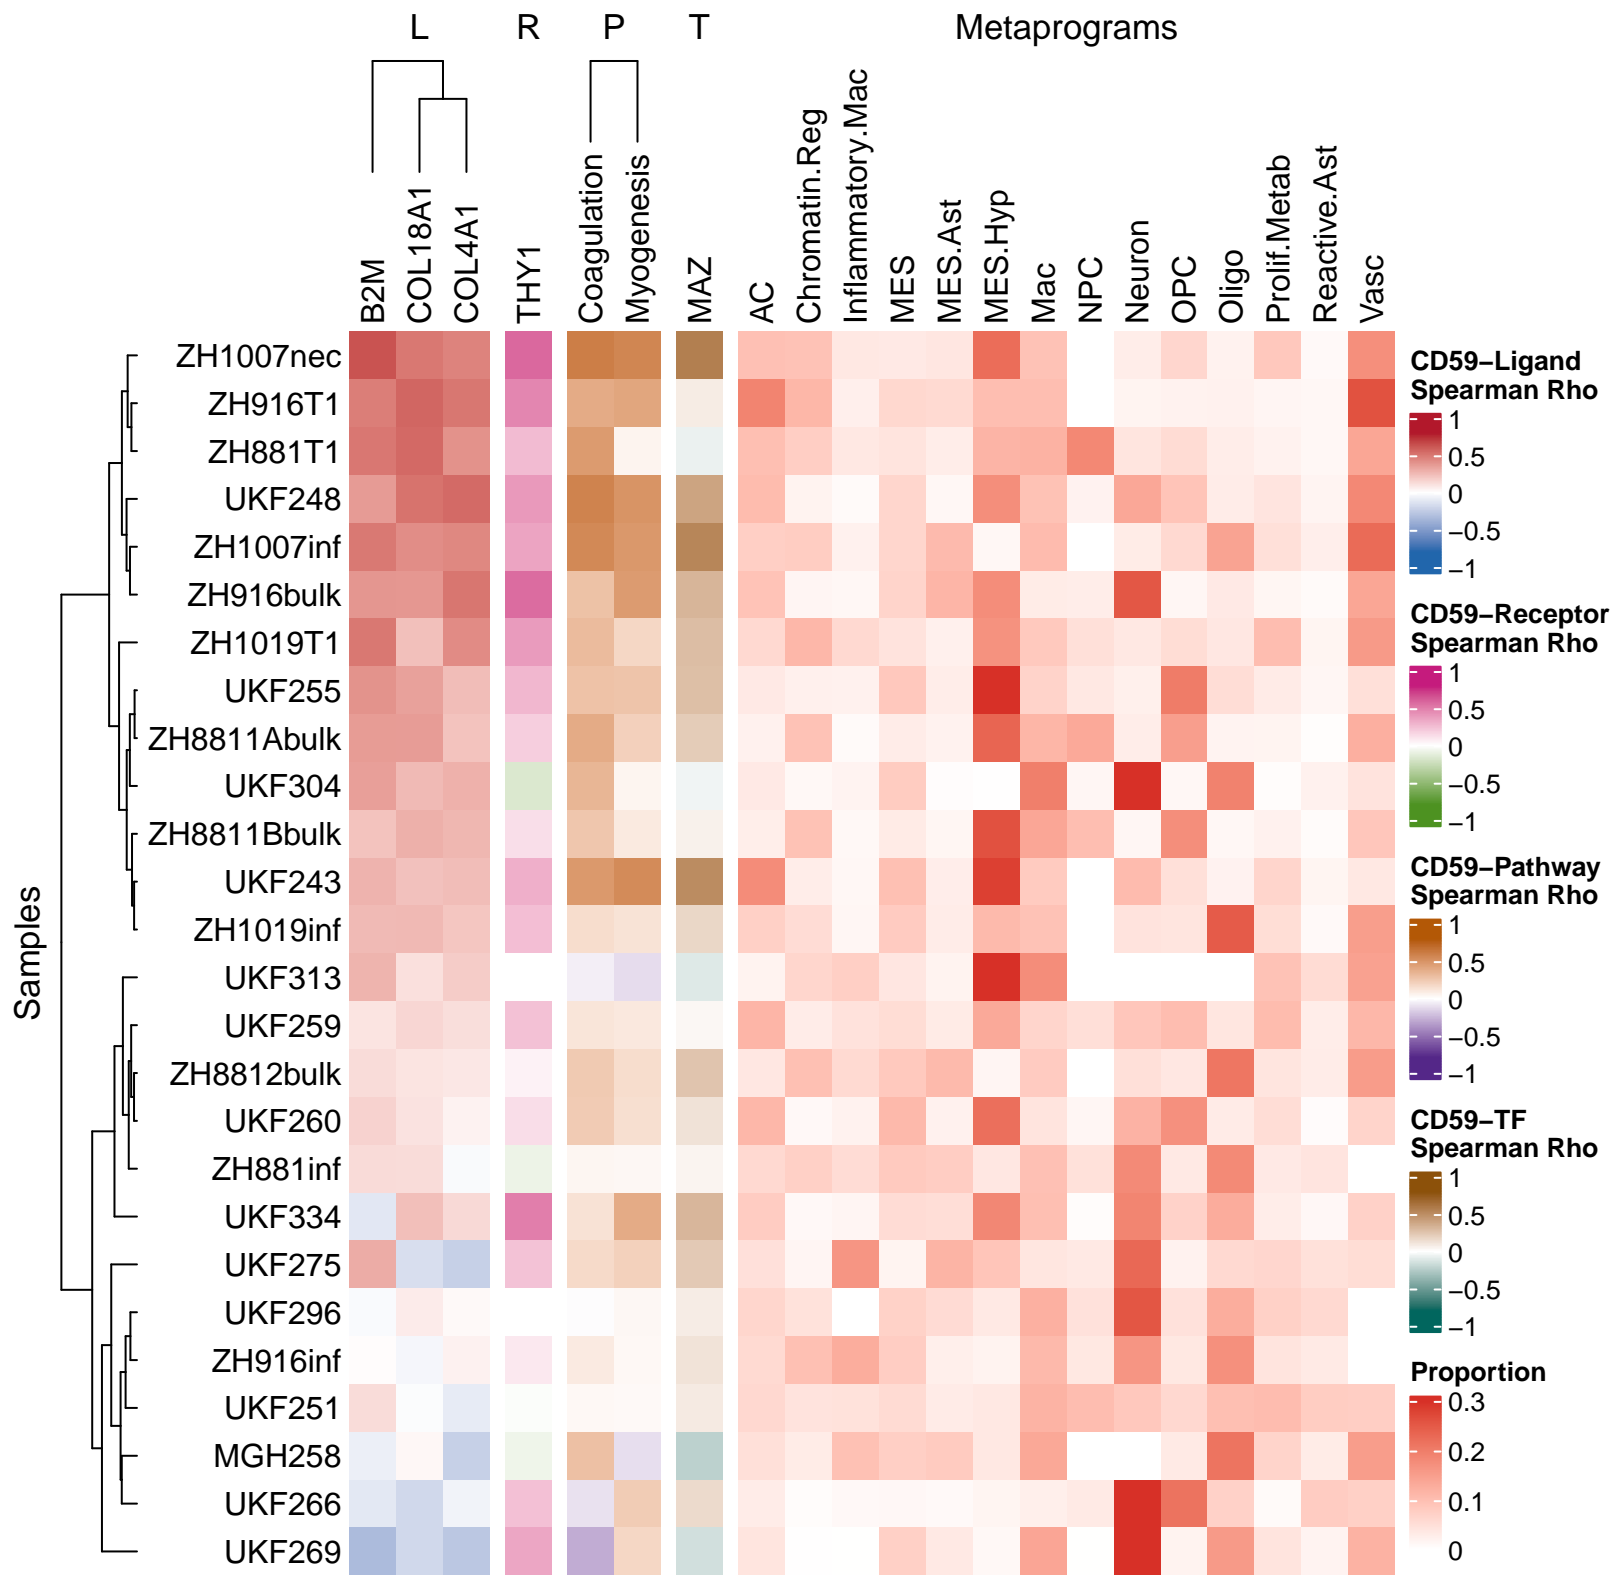 L R P T Metaprograms
B2M
COL18A1
COL4A1
THY1
Coagulation
Myogenesis
MAZ
AC
Chromatin.Reg
Inflammatory.Mac
MES
MES.Ast
MES.Hyp
Mac
NPC
Neuron
OPC
Oligo
Prolif.Metab
Reactive.Ast
Vasc
Samples
ZH1007nec
ZH916T1
ZH881T1
UKF248
ZH1007inf
ZH916bulk
ZH1019T1
UKF255
ZH8811Abulk
UKF304
ZH8811Bbulk
UKF243
ZH1019inf
UKF313
UKF259
ZH8812bulk
UKF260
ZH881inf
UKF334
UKF275
UKF296
ZH916inf
UKF251
MGH258
UKF266
UKF269
CD59−Ligand
Spearman Rho
1
0.5
0
−0.5
−1
CD59−Receptor
Spearman Rho
1
0.5
0
−0.5
−1
CD59−Pathway
Spearman Rho
1
0.5
0
−0.5
−1
CD59−TF
Spearman Rho
1
0.5
0
−0.5
−1
Proportion
0.3
0.2
0.1
0